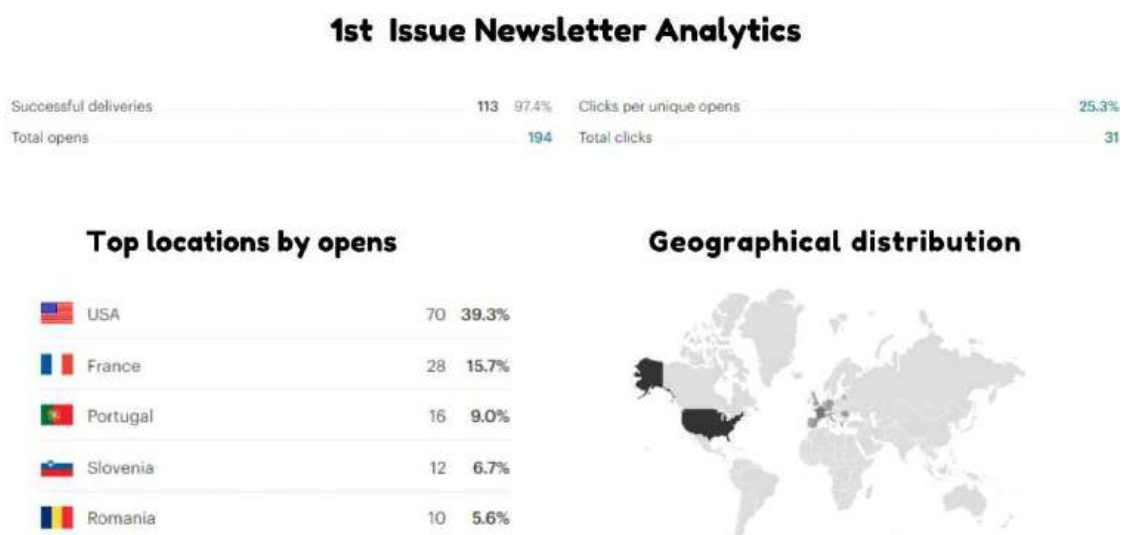 1st Issue Newsletter Analytics
Successful deliveries 113 97.4% Clicks per unique opens 25.3%
Total opens 194 Total clicks 31
Top locations by opens
Geographical distribution
USA 70 39.3%
France 28 15.7%
Portugal 16 9.0%
Slovenia 12 6.7%
Romania 10 5.6%